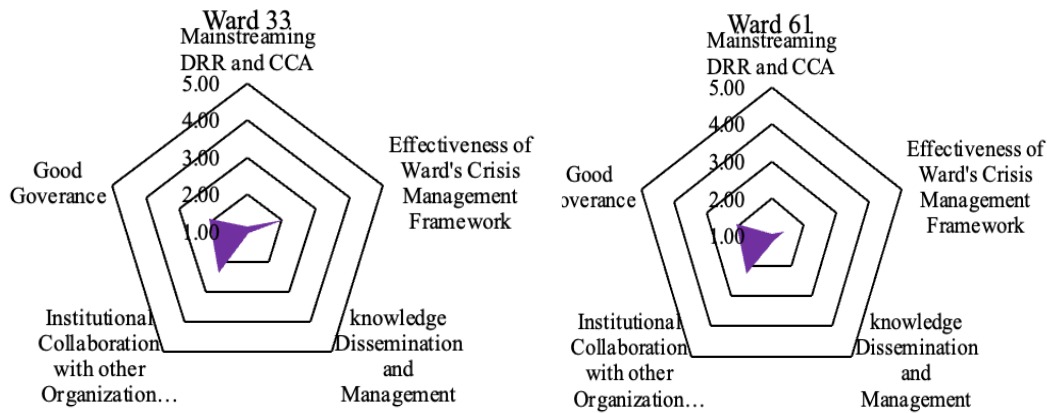 Ward 33
Mainstreaming
DRR and CCA
5.00
4.00
3.00
2.00
1.00
Effectiveness of
Ward's Crisis
Management
Framework
knowledge
Dissemination
and
Management
Institutional
Collaboration
with other
Organization…
Good
Goverance
Ward 61
Mainstreaming
DRR and CCA
5.00
4.00
3.00
2.00
1.00
Effectiveness of
Ward's Crisis
Management
Framework
knowledge
Dissemination
and
Management
Institutional
Collaboration
with other
Organization…
Good
overance